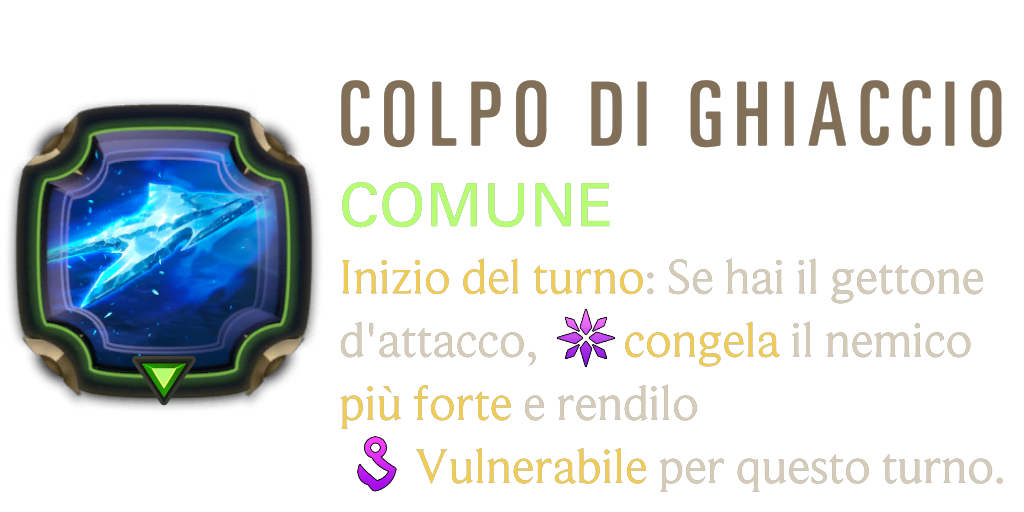 COLPO DI GHIACCIO
COMUNE
Inizio del turno: Se hai il gettone
d'attacco, congela il nemico
più forte e rendilo
Vulnerabile per questo turno.